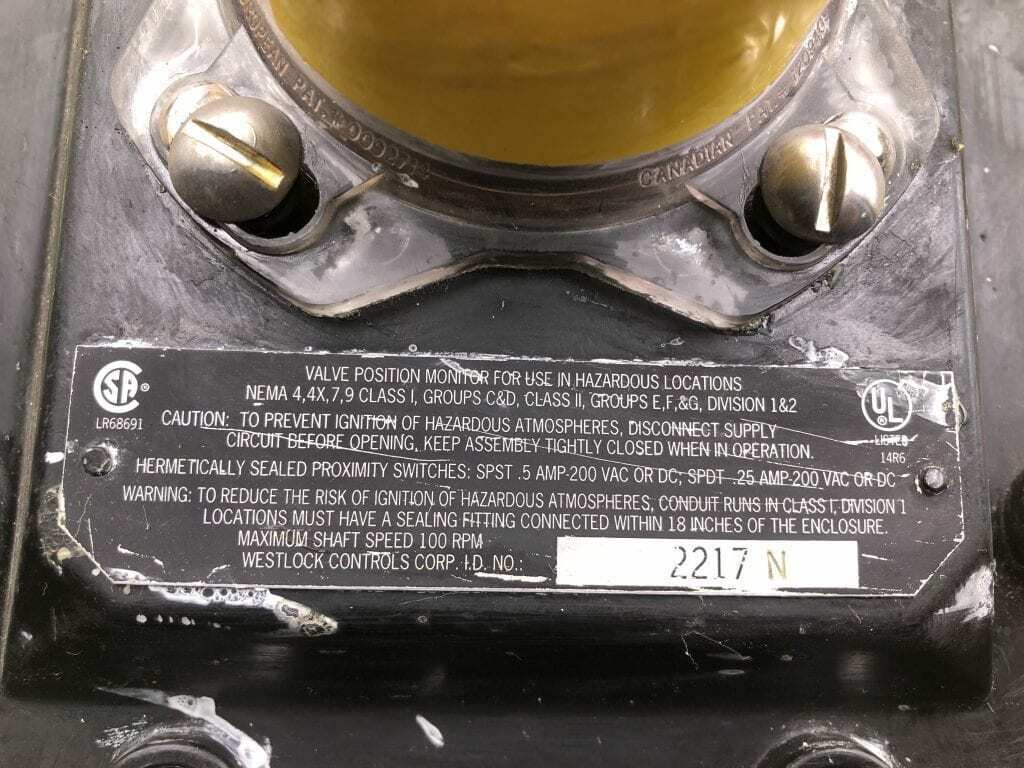 EUROPEAN PAT.
CANADIAN PAT.
VALVE POSITION MONITOR FOR USE IN HAZARDOUS LOCATIONS
NEMA 4,4X,7,9 CLASS I, GROUPS C&D, CLASS II, GROUPS E,F,&G, DIVISION 1&2
CAUTION: TO PREVENT IGNITION OF HAZARDOUS ATMOSPHERES, DISCONNECT SUPPLY
CIRCUIT BEFORE OPENING, KEEP ASSEMBLY TIGHTLY CLOSED WHEN IN OPERATION.
HERMETICALLY SEALED PROXIMITY SWITCHES: SPST .5 AMP-200 VAC OR DC; SPDT .25 AMP-200 VAC OR DC
WARNING: TO REDUCE THE RISK OF IGNITION OF HAZARDOUS ATMOSPHERES, CONDUIT RUNS IN CLASS I, DIVISION 1
LOCATIONS MUST HAVE A SEALING FITTING CONNECTED WITHIN 18 INCHES OF THE ENCLOSURE.
MAXIMUM SHAFT SPEED 100 RPM
WESTLOCK CONTROLS CORP. I.D. NO.: 2217 N
SA ®
LR68691
UL ®
LISTED
14R6